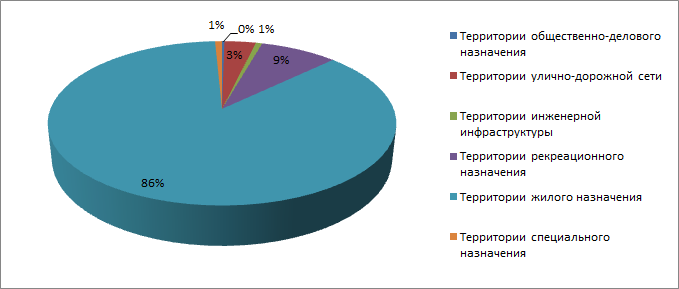 1%
0%
1%
3%
9%
86%
Территории общественно-делового
назначения
Территории улично-дорожной сети
Территории инженерной
инфраструктуры
Территории рекреационного
назначения
Территории жилого назначения
Территории специального
назначения